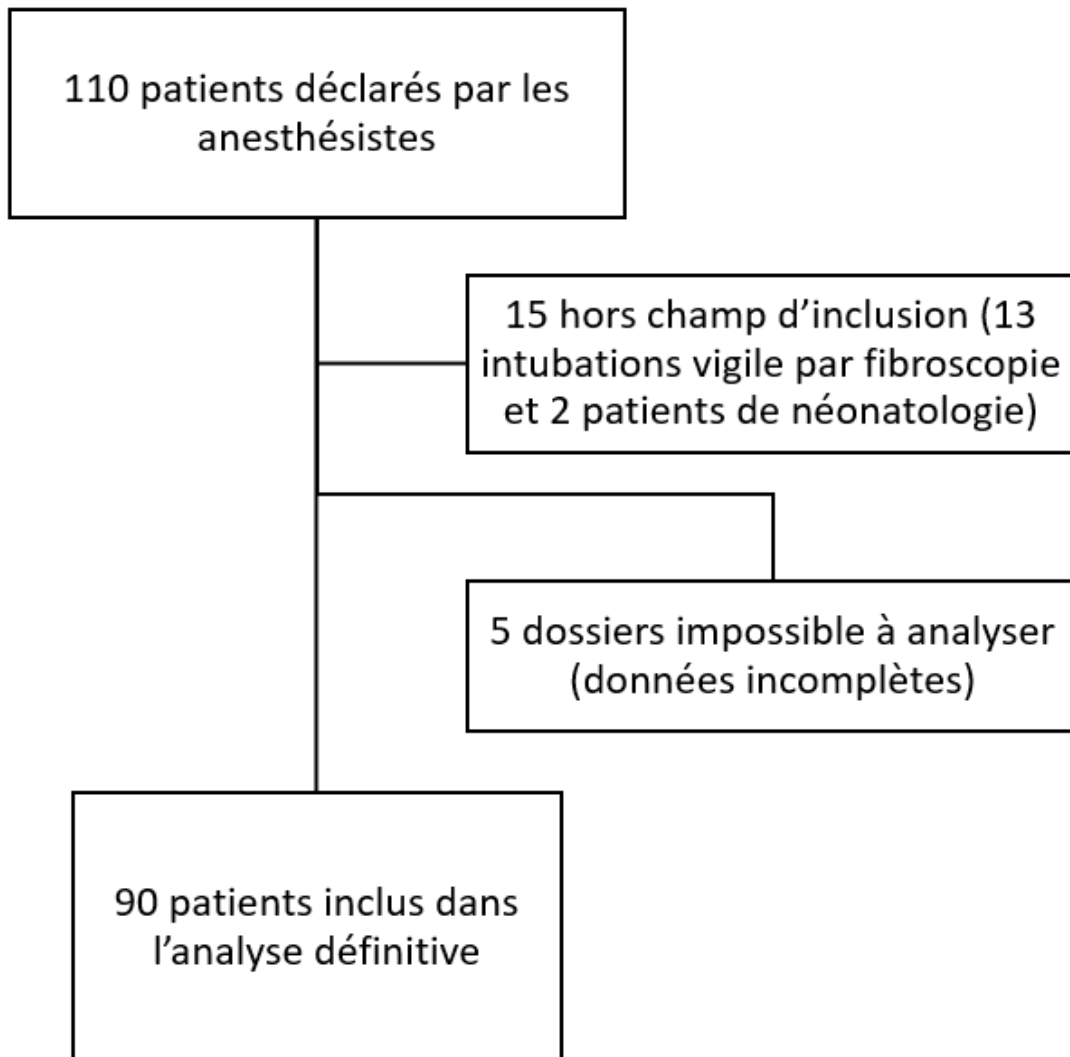 110 patients déclarés par les
anesthésistes
15 hors champ d’inclusion (13
intubations vigile par fibroscopie
et 2 patients de néonatologie)
5 dossiers impossible à analyser
(données incomplètes)
90 patients inclus dans
l’analyse définitive